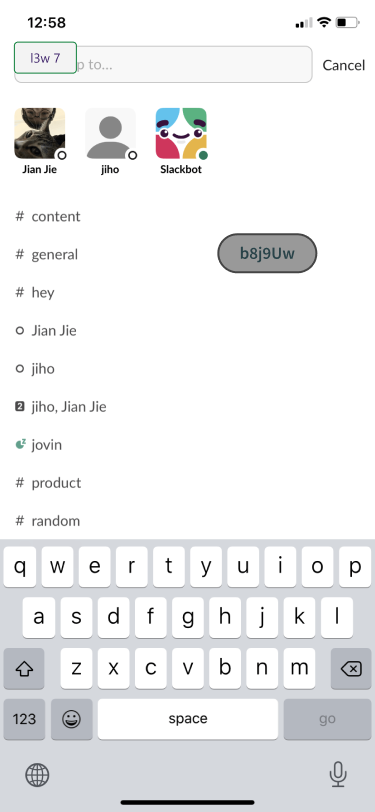 12:58
l3w 7
p to...
Cancel
Jian Jie
jiho
Slackbot
# content
# general
b8j9Uw
# hey
Jian Jie
jiho
2 jiho, Jian Jie
jovin
# product
# random
q w e r t y u i o p
a s d f g h j k l
z x c v b n m
123 space go